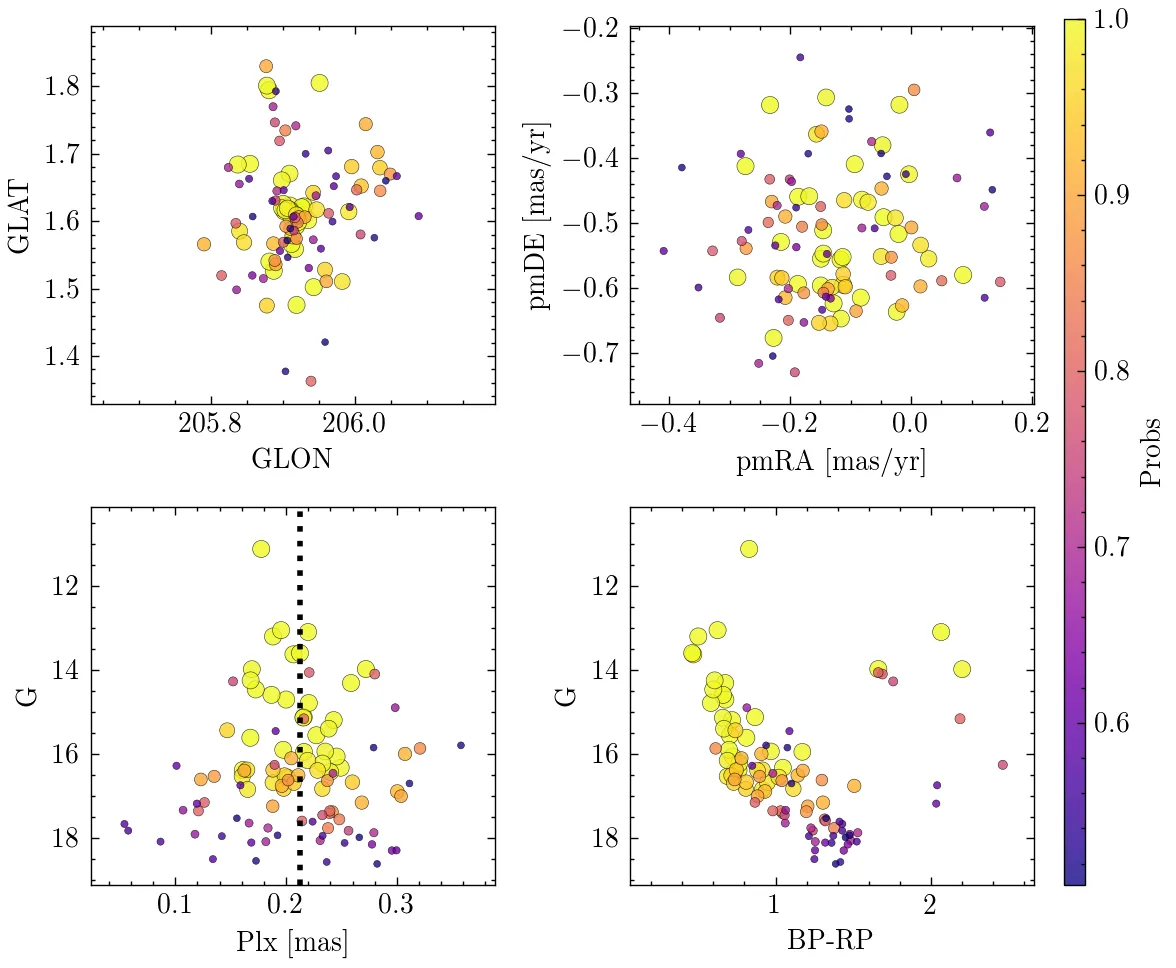 1.8
1.7
1.6
1.5
1.4
GLAT
205.8 206.0
GLON
−0.2
−0.3
−0.4
−0.5
−0.6
−0.7
pmDE [mas/yr]
−0.4 −0.2 0.0 0.2
pmRA [mas/yr]
12
14
16
18
G
0.1 0.2 0.3
Plx [mas]
12
14
16
18
G
1 2
BP-RP
1.0
0.9
0.8
0.7
0.6
Probs